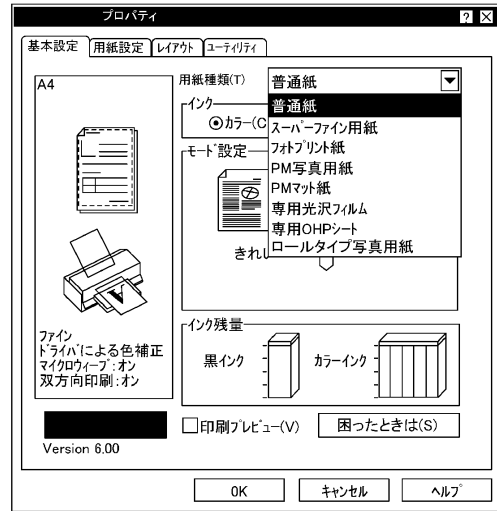 プロパティ
基本設定 用紙設定 レイアウト ユーティリティ
A4
用紙種類(T) 普通紙
普通紙
スーパーファイン用紙
フォトプリント紙
PM写真用紙
PMマット紙
専用光沢フィルム
専用OHPシート
ロールタイプ写真用紙
インク
カラー(C
モード設定
きれい
ファイン
ドライバによる色補正
マイクロウィーブ:オン
双方向印刷:オン
インク残量
黒インク カラーインク
印刷プレビュー(V) 困ったときは(S)
Version 6.00
OK キャンセル ヘルプ